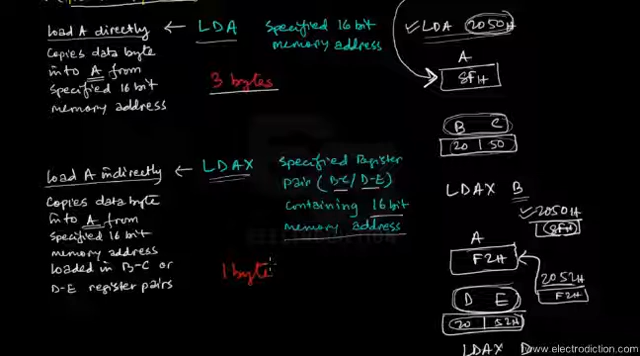 Load A directly ← LDA Specified 16 bit
memory address
Copies data byte
into A from
specified 16 bit
memory address
3 bytes
Load A indirectly ← LDAX Specified Register
pair (B-C/D-E)
containing 16 bit
memory address
Copies data byte
into A from
specified 16 bit
memory address
loaded in B-C or
D-E register pairs
1 byte
LDA 2050H
A
8FH
B C
20 50
LDAX B
2050H
8FH
A
F2H
2052H
F2H
D E
20 52H
LDAX D
www.electrodiction.com